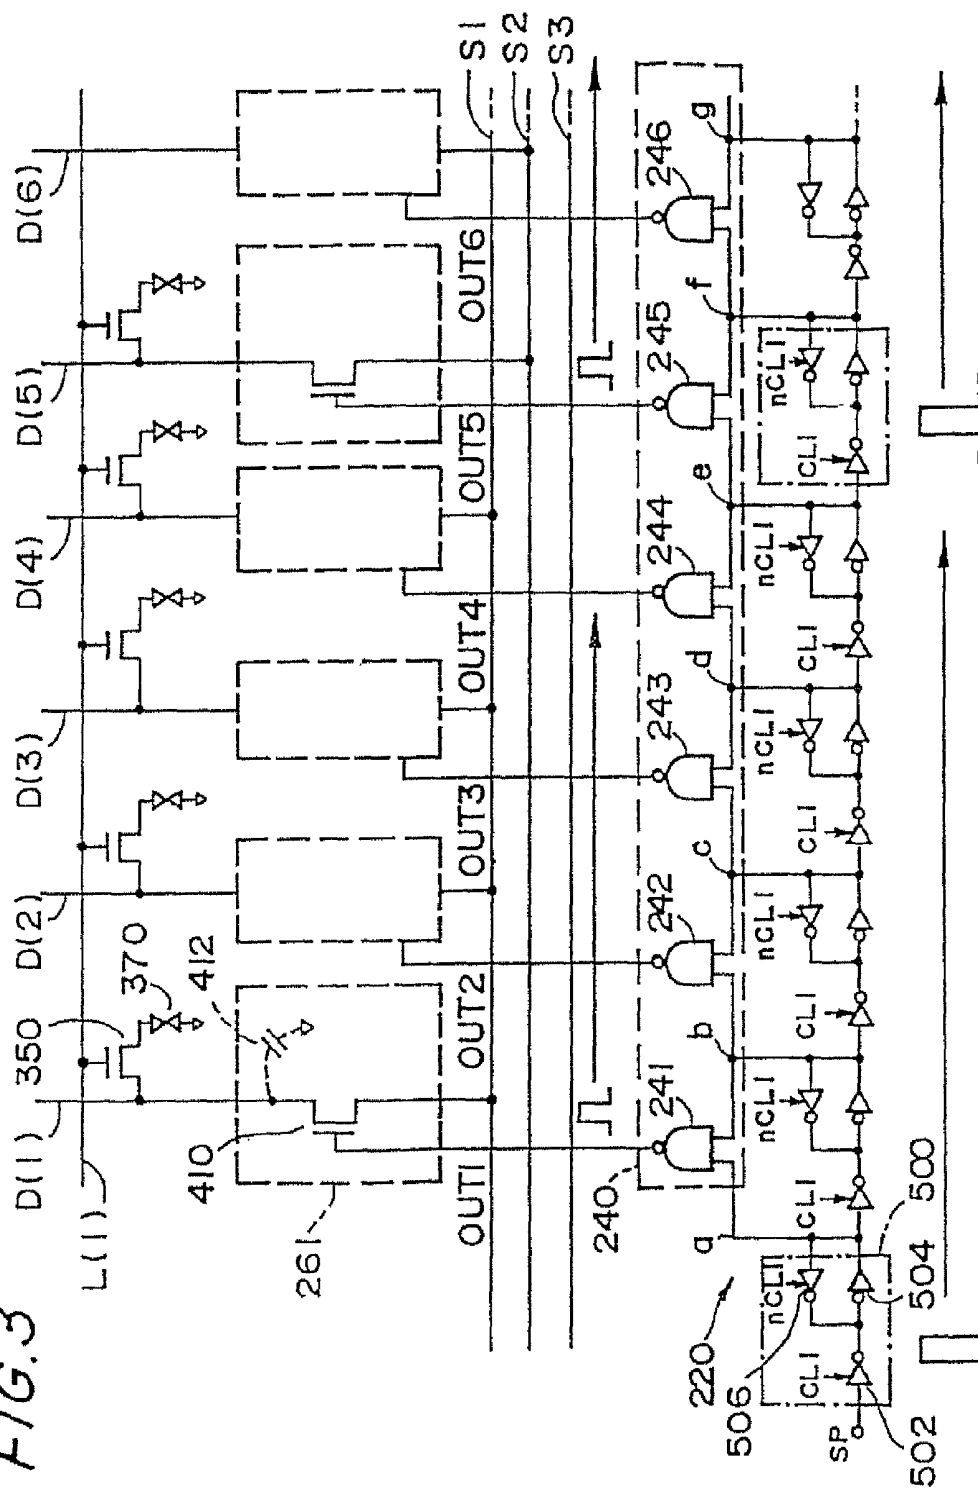 FIG.3
D(1) D(2) D(3) D(4) D(5) D(6)
L(1) 350
370
412
410
261
OUT1 OUT2 OUT3 OUT4 OUT5 OUT6
S1
S2
S3
240 241 242 243 244 245 246
a b c d e f g
220
506
nCL1 nCL1 nCL1 nCL1 nCL1 nCL1
CL1 CL1 CL1 CL1 CL1 CL1
SP
502 504 500